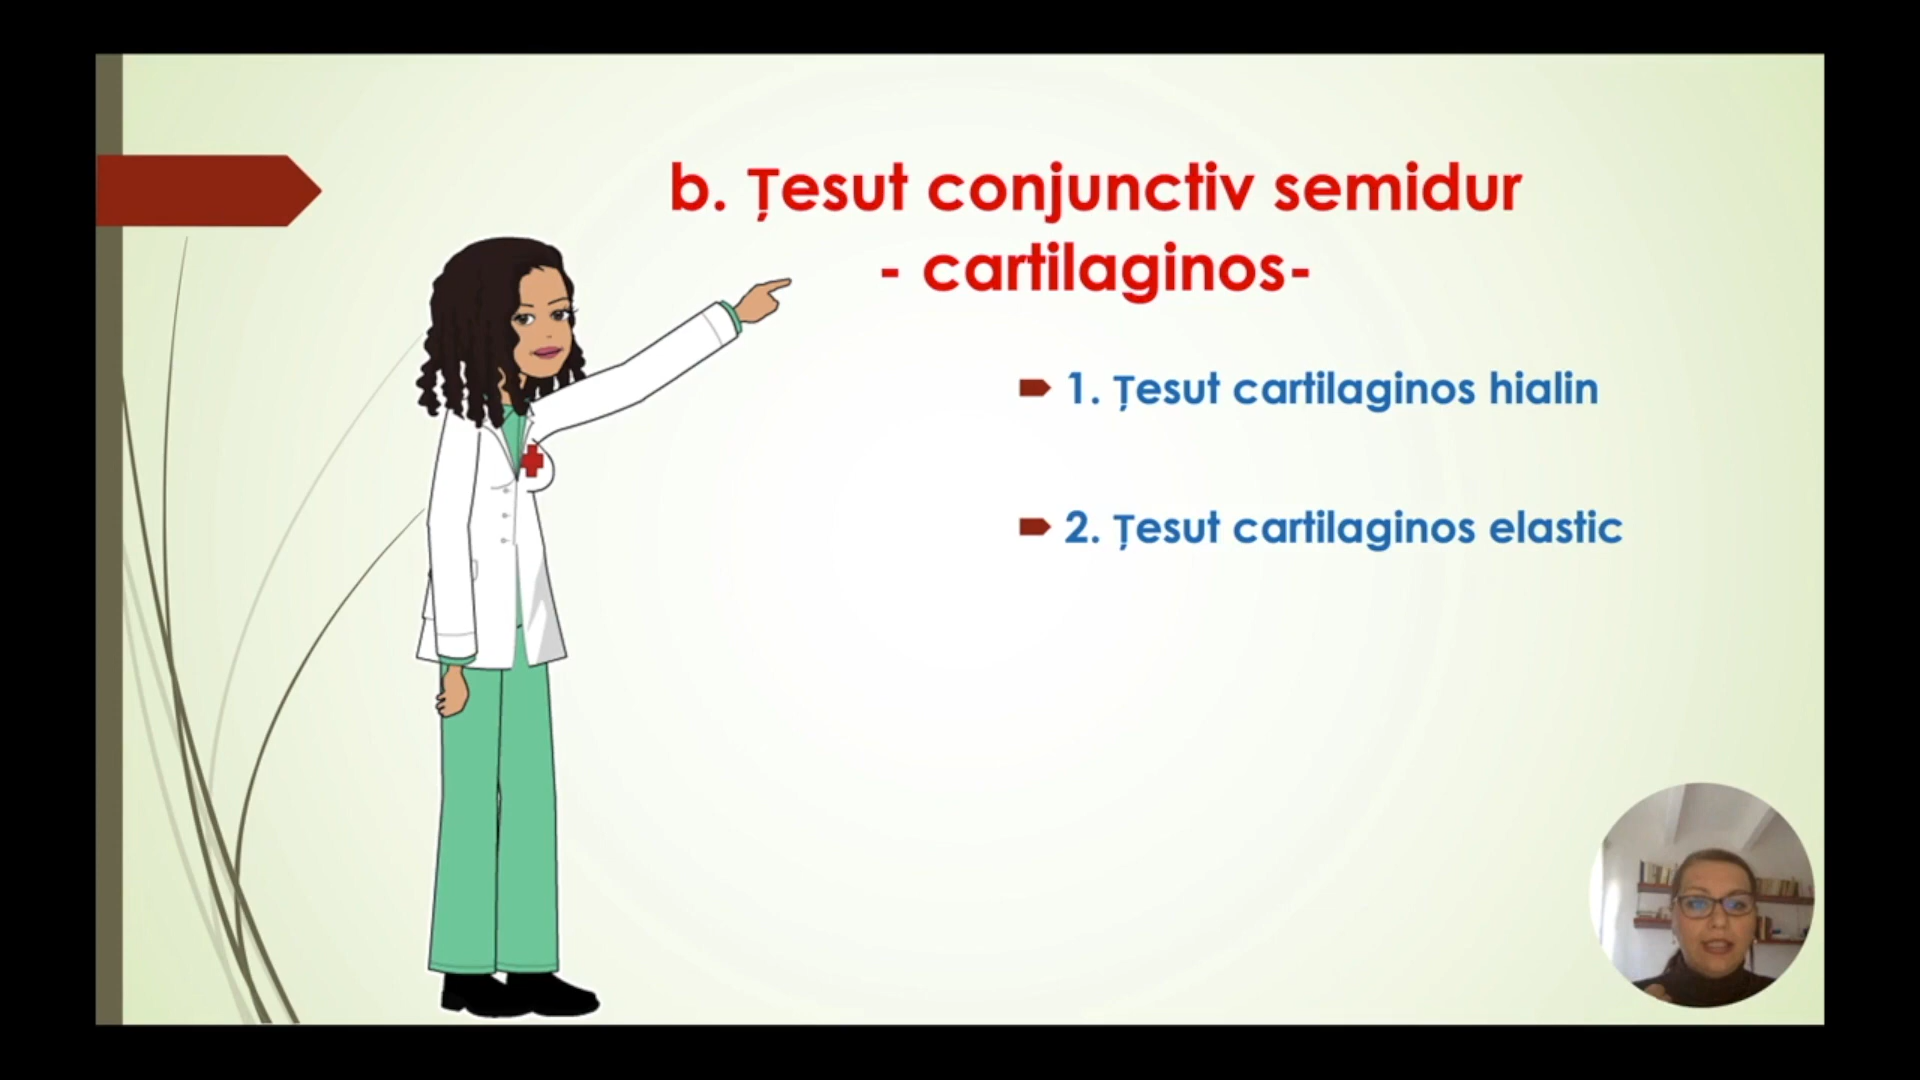 b. Țesut conjunctiv semidur
- cartilaginos-
1. Țesut cartilaginos hialin
2. Țesut cartilaginos elastic